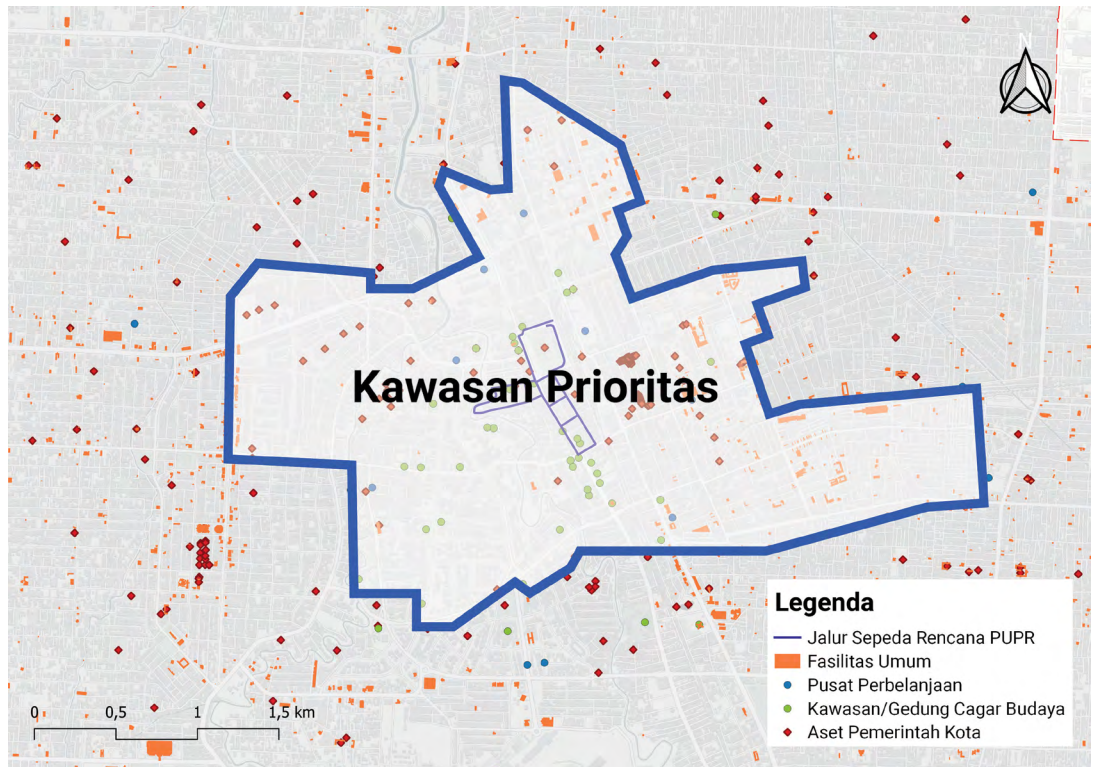 N
Kawasan Prioritas
Legenda
Jalur Sepeda Rencana PUPR
Fasilitas Umum
Pusat Perbelanjaan
Kawasan/Gedung Cagar Budaya
Aset Pemerintah Kota
0 0,5 1 1,5 km